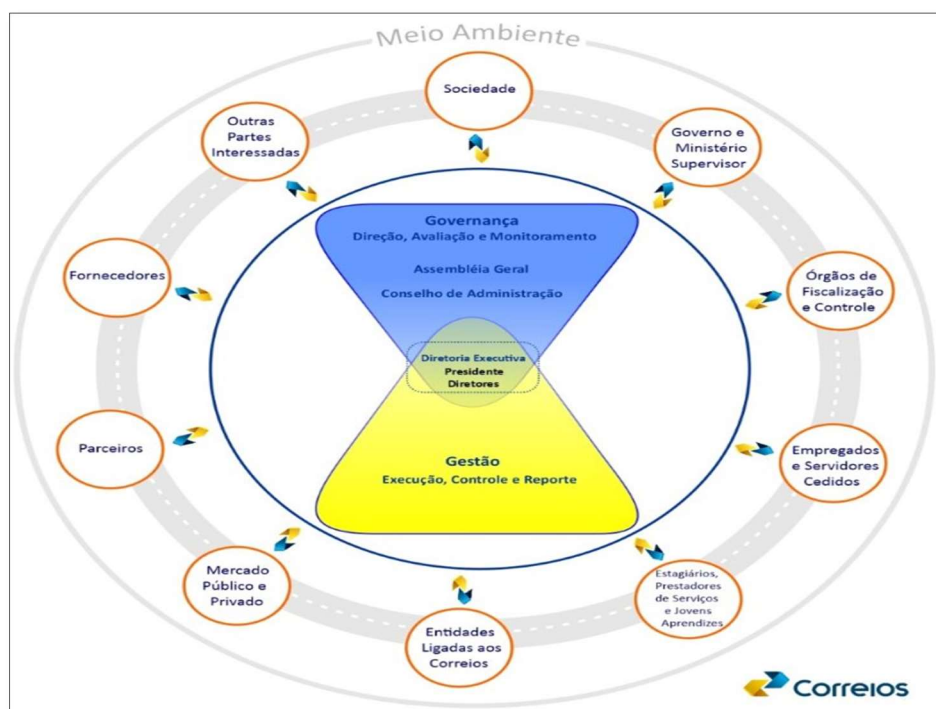 Meio Ambiente
Sociedade
Outras
Partes
Interessadas
Governo e
Ministério
Supervisor
Governança
Direção, Avaliação e Monitoramento
Assembléia Geral
Conselho de Administração
Fornecedores
Órgãos de
Fiscalização
e Controle
Diretoria Executiva
Presidente
Diretores
Parceiros
Gestão
Execução, Controle e Reporte
Empregados
e Servidores
Cedidos
Mercado
Público e
Privado
Entidades
Ligadas aos
Correios
Estagiários,
Prestadores
de Serviços
e Jovens
Aprendizes
Correios